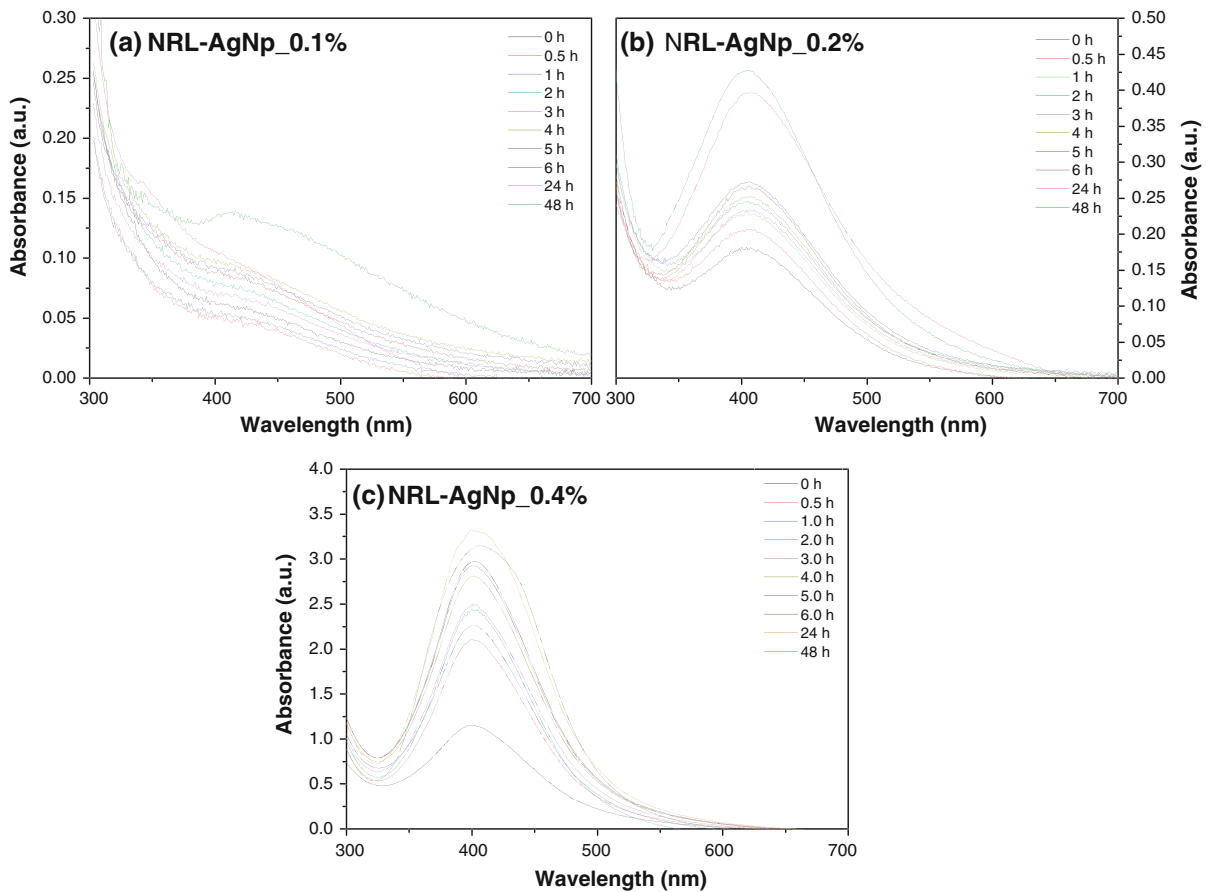 (a) NRL-AgNp_0.1%
0.30
0.25
0.20
0.15
0.10
0.05
0.00
Absorbance (a.u.)
300
400
500
600
700
Wavelength (nm)
0 h
0.5 h
1 h
2 h
3 h
4 h
5 h
6 h
24 h
48 h
(b) NRL-AgNp_0.2%
0 h
0.5 h
1 h
2 h
3 h
4 h
5 h
6 h
24 h
48 h
0.50
0.45
0.40
0.35
0.30
0.25
0.20
0.15
0.10
0.05
0.00
Absorbance (a.u.)
300
400
500
600
700
Wavelength (nm)
(c) NRL-AgNp_0.4%
4.0
3.5
3.0
2.5
2.0
1.5
1.0
0.5
0.0
Absorbance (a.u.)
0 h
0.5 h
1.0 h
2.0 h
3.0 h
4.0 h
5.0 h
6.0 h
24 h
48 h
300
400
500
600
700
Wavelength (nm)